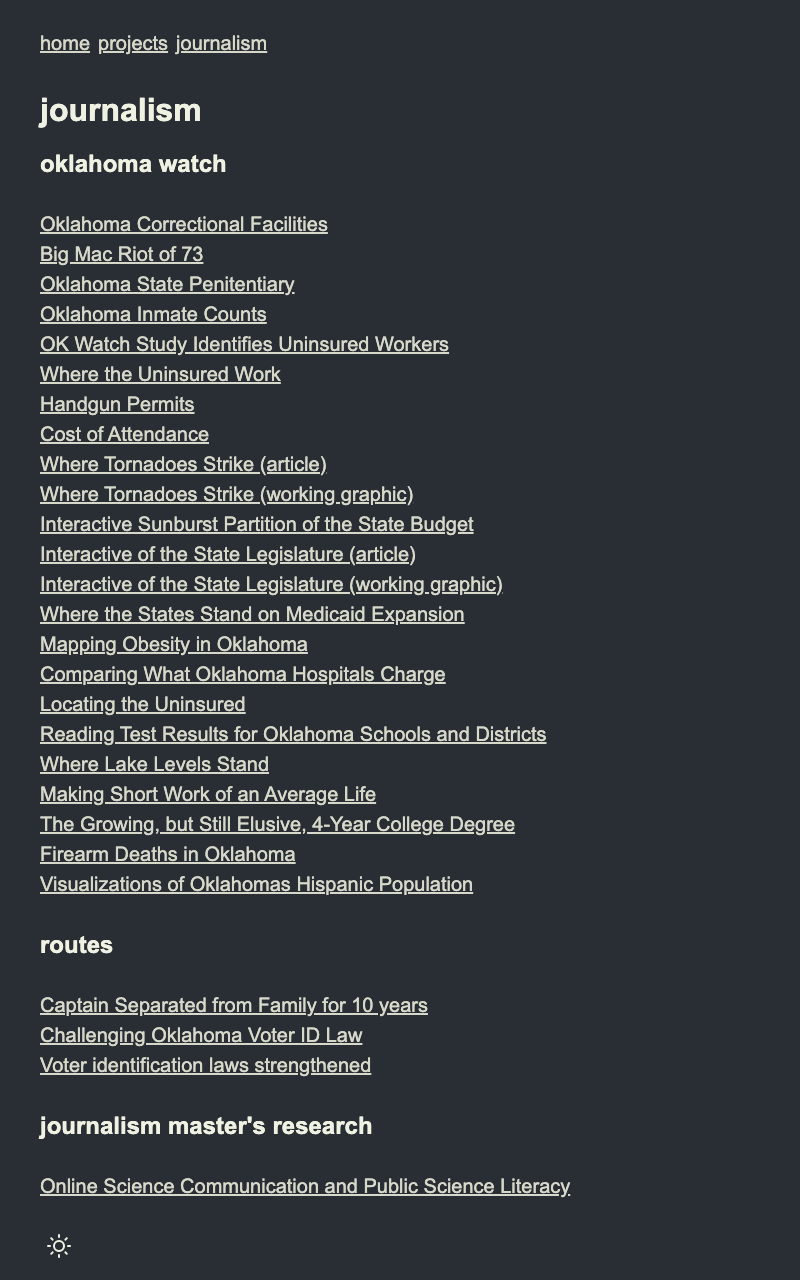 home projects journalism
journalism
oklahoma watch
Oklahoma Correctional Facilities
Big Mac Riot of 73
Oklahoma State Penitentiary
Oklahoma Inmate Counts
OK Watch Study Identifies Uninsured Workers
Where the Uninsured Work
Handgun Permits
Cost of Attendance
Where Tornadoes Strike (article)
Where Tornadoes Strike (working graphic)
Interactive Sunburst Partition of the State Budget
Interactive of the State Legislature (article)
Interactive of the State Legislature (working graphic)
Where the States Stand on Medicaid Expansion
Mapping Obesity in Oklahoma
Comparing What Oklahoma Hospitals Charge
Locating the Uninsured
Reading Test Results for Oklahoma Schools and Districts
Where Lake Levels Stand
Making Short Work of an Average Life
The Growing, but Still Elusive, 4-Year College Degree
Firearm Deaths in Oklahoma
Visualizations of Oklahomas Hispanic Population
routes
Captain Separated from Family for 10 years
Challenging Oklahoma Voter ID Law
Voter identification laws strengthened
journalism master's research
Online Science Communication and Public Science Literacy